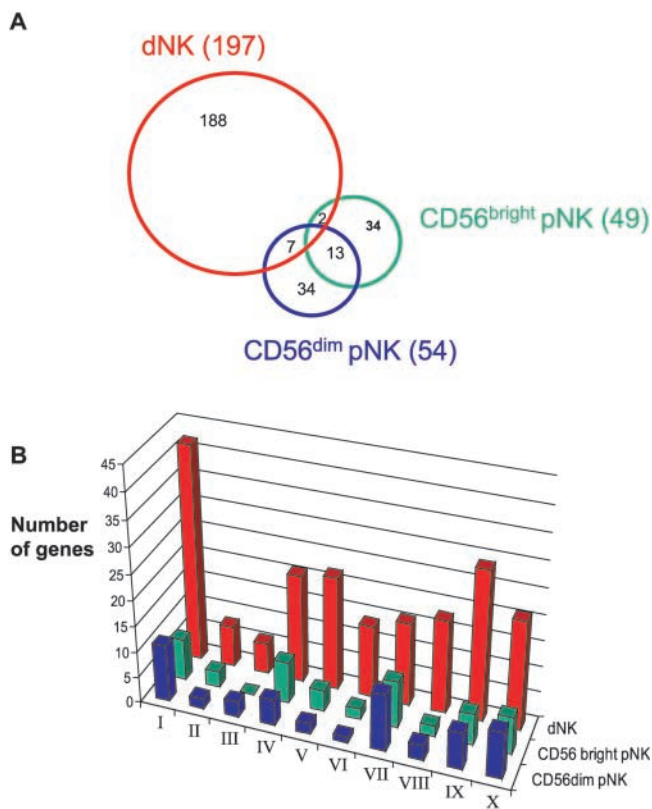 A
dNK (197)
188
2
34
CD56bright pNK (49)
7
13
34
CD56dim pNK (54)
B
Number
of genes
45
40
35
30
25
20
15
10
5
0
I II III IV V VI VII VIII IX X
dNK
CD56 bright pNK
CD56dim pNK